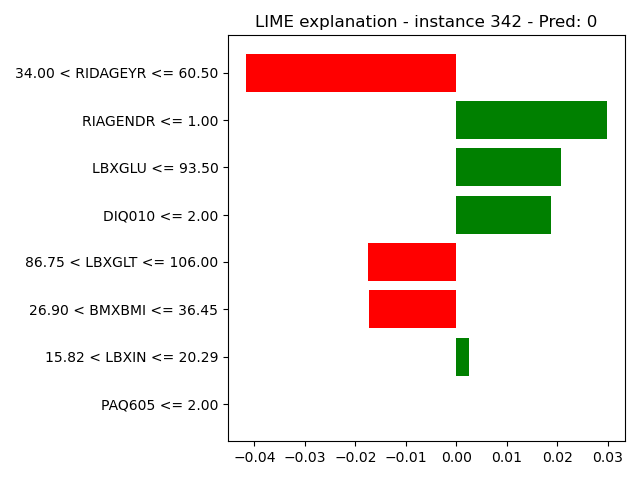 LIME explanation - instance 342 - Pred: 0
34.00 < RIDAGEYR <= 60.50
RIAGENDR <= 1.00
LBXGLU <= 93.50
DIQ010 <= 2.00
86.75 < LBXGLT <= 106.00
26.90 < BMXBMI <= 36.45
15.82 < LBXIN <= 20.29
PAQ605 <= 2.00
−0.04 −0.03 −0.02 −0.01 0.00 0.01 0.02 0.03